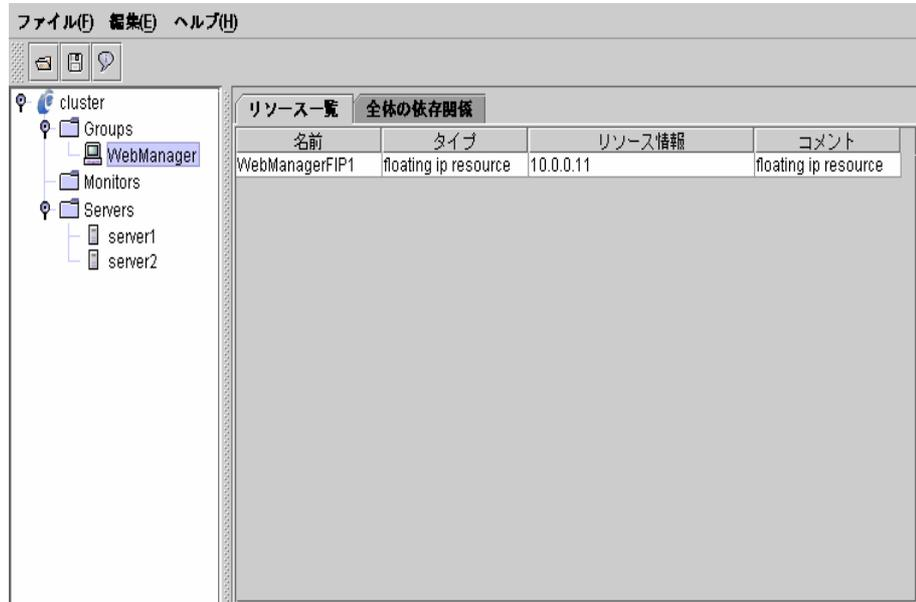 ファイル(F) 編集(E) ヘルプ(H)
cluster
Groups
WebManager
Monitors
Servers
server1
server2
リソース一覧 全体の依存関係
名前 タイプ リソース情報 コメント
WebManagerFIP1 floating ip resource 10.0.0.11 floating ip resource